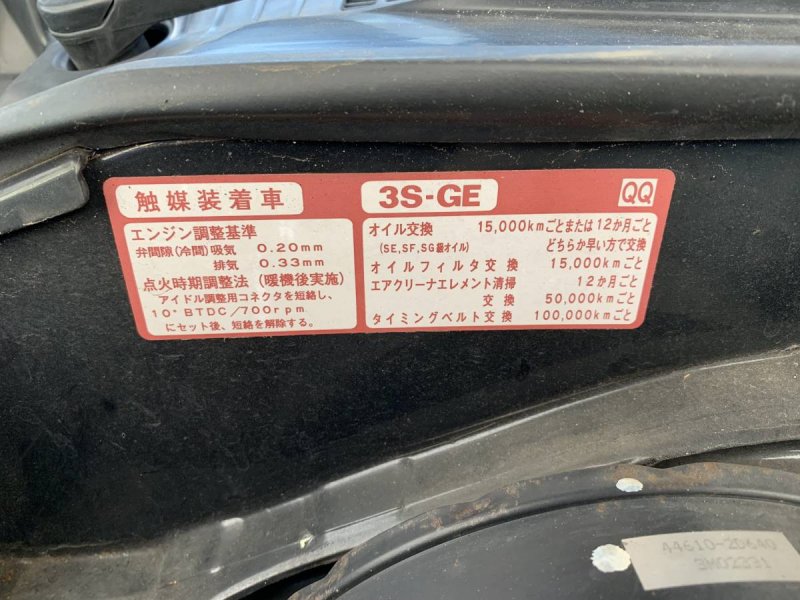 触媒装着車
エンジン調整基準
弁間隙(冷間)吸気 0.20mm
排気 0.33mm
点火時期調整法(暖機後実施)
アイドル調整用コネクタを短絡し、
10°BTDC/700rpm
にセット後、短絡を解除する。
3S-GE
QQ
オイル交換 15,000kmごとまたは12か月ごと
(SE,SF,SG級オイル) どちらか早い方で交換
オイルフィルタ交換 15,000kmごと
エアクリーナエレメント清掃 12か月ごと
交換 50,000kmごと
タイミングベルト交換 100,000kmごと
44610-2D640
3M02331